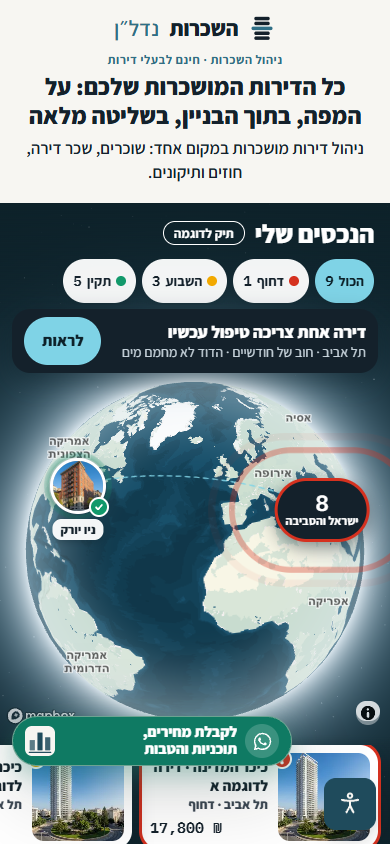 השכרות נדל״ן
ניהול השכרות · חינם לבעלי דירות
כל הדירות המושכרות שלכם: על
המפה, בתוך הבניין, בשליטה מלאה
ניהול דירות מושכרות במקום אחד: שוכרים, שכר דירה,
חוזים ותיקונים.
הנכסים שלי תיק לדוגמה
הכול 9 דחוף 1 השבוע 3 תקין 5
דירה אחת צריכה טיפול עכשיו
תל אביב · חוב של חודשיים · הדוד לא מחמם מים
לראות
אסיה
אמריקה
הצפונית
אירופה
8
ישראל והסביבה
ניו יורק
אפריקה
אמריקה
הדרומית
mapbox
לקבלת מחירים,
תוכניות והטבות
כיכר המדינה · דירה
לדוגמה א
תל אביב · דחוף
17,800 ₪